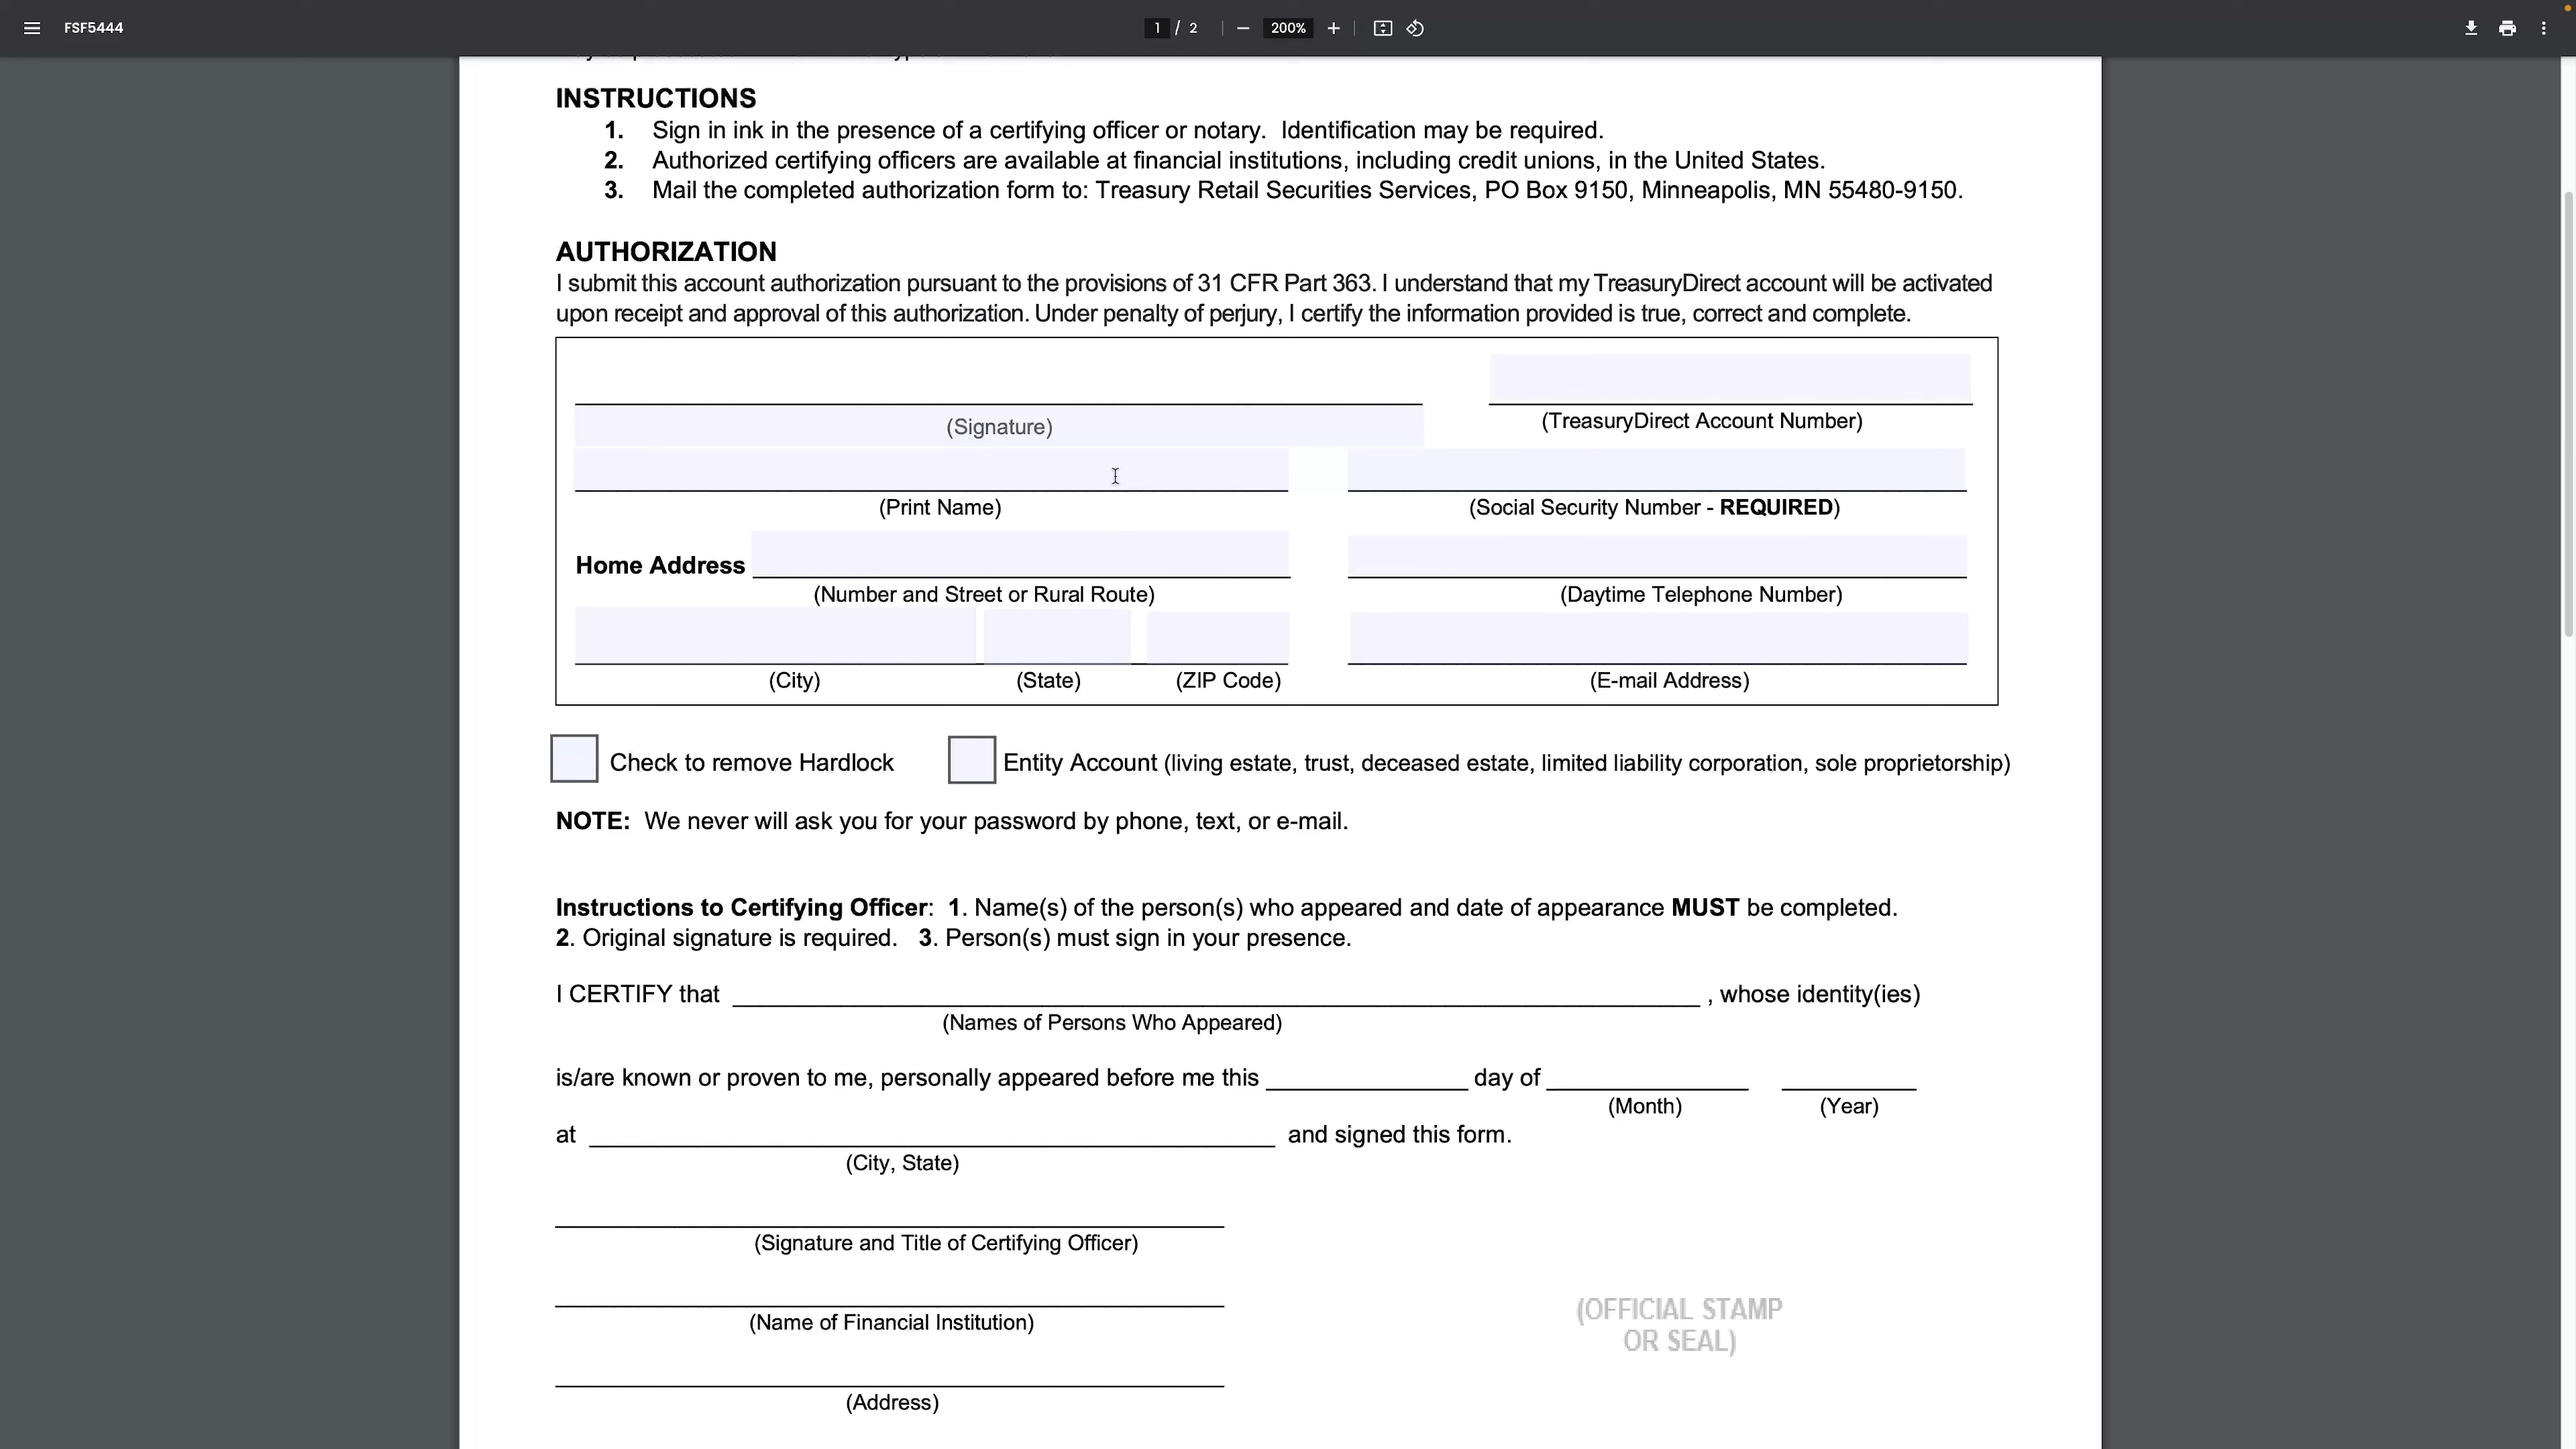 FSF5444
1 / 2
200%
INSTRUCTIONS
1. Sign in ink in the presence of a certifying officer or notary. Identification may be required.
2. Authorized certifying officers are available at financial institutions, including credit unions, in the United States.
3. Mail the completed authorization form to: Treasury Retail Securities Services, PO Box 9150, Minneapolis, MN 55480-9150.
AUTHORIZATION
I submit this account authorization pursuant to the provisions of 31 CFR Part 363. I understand that my TreasuryDirect account will be activated
upon receipt and approval of this authorization. Under penalty of perjury, I certify the information provided is true, correct and complete.
(Signature) (TreasuryDirect Account Number)
(Print Name) (Social Security Number - REQUIRED)
Home Address
(Number and Street or Rural Route) (Daytime Telephone Number)
(City) (State) (ZIP Code) (E-mail Address)
Check to remove Hardlock Entity Account (living estate, trust, deceased estate, limited liability corporation, sole proprietorship)
NOTE: We never will ask you for your password by phone, text, or e-mail.
Instructions to Certifying Officer: 1. Name(s) of the person(s) who appeared and date of appearance MUST be completed.
2. Original signature is required. 3. Person(s) must sign in your presence.
I CERTIFY that , whose identity(ies)
(Names of Persons Who Appeared)
is/are known or proven to me, personally appeared before me this day of
(Month) (Year)
at and signed this form.
(City, State)
(Signature and Title of Certifying Officer)
(Name of Financial Institution)
(OFFICIAL STAMP
OR SEAL)
(Address)